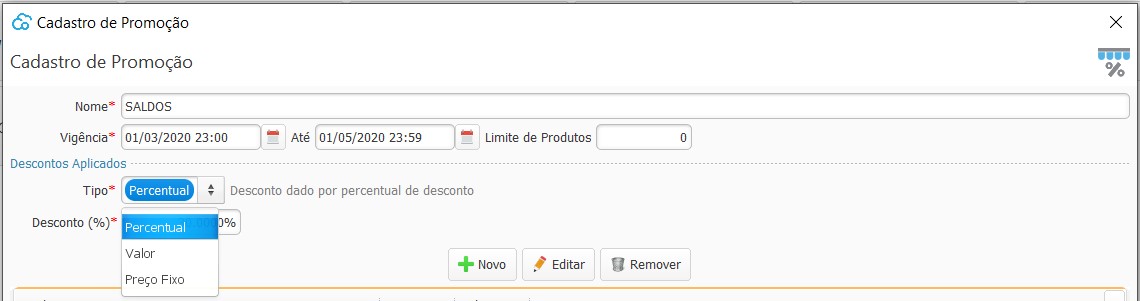 Cadastro de Promoção
Cadastro de Promoção
%
Nome* SALDOS
Vigência* 01/03/2020 23:00 Até 01/05/2020 23:59 Limite de Produtos 0
Descontos Aplicados
Tipo* Percentual Desconto dado por percentual de desconto
Desconto (%)* 0%
Percentual
Valor
Preço Fixo
Novo Editar Remover